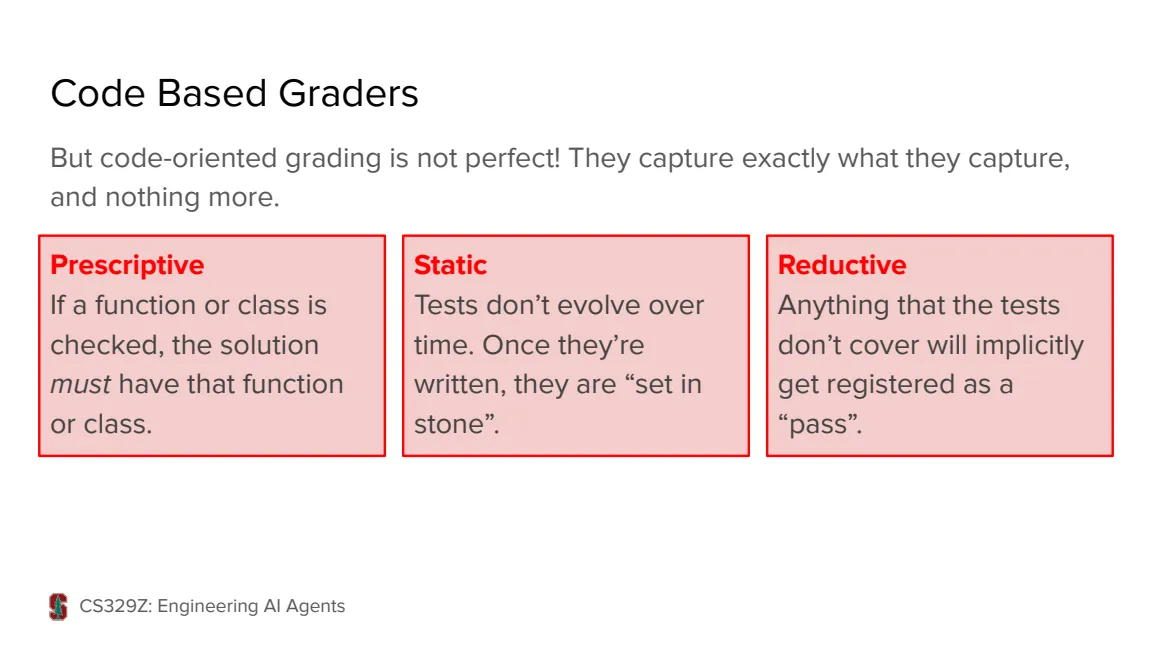 Code Based Graders
But code-oriented grading is not perfect! They capture exactly what they capture,
and nothing more.
Prescriptive
If a function or class is
checked, the solution
must have that function
or class.
Static
Tests don’t evolve over
time. Once they’re
written, they are “set in
stone”.
Reductive
Anything that the tests
don’t cover will implicitly
get registered as a
“pass”.
CS329Z: Engineering AI Agents